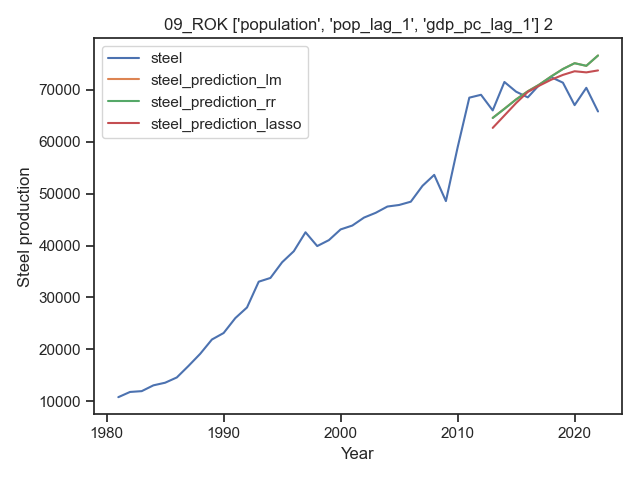 09_ROK ['population', 'pop_lag_1', 'gdp_pc_lag_1'] 2
steel
steel_prediction_lm
steel_prediction_rr
steel_prediction_lasso
70000
60000
50000
40000
30000
20000
10000
Steel production
1980
1990
2000
2010
2020
Year